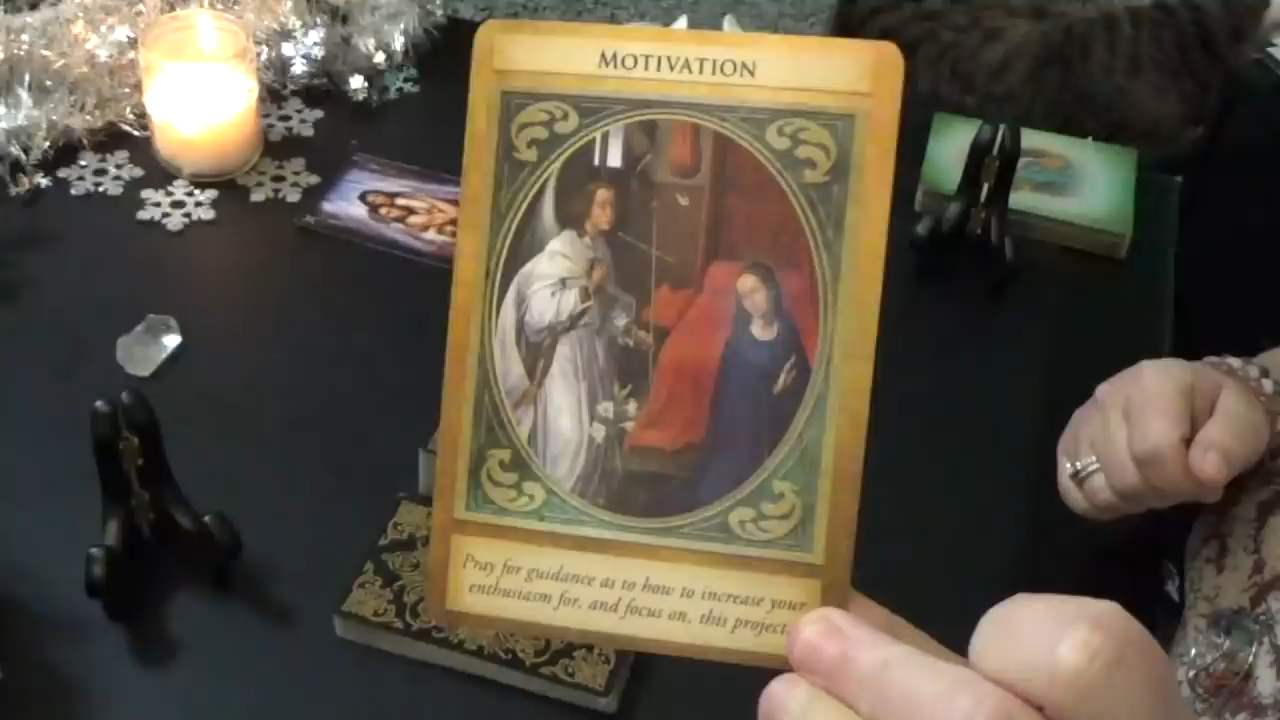 MOTIVATION
Pray for guidance as to how to increase your
enthusiasm for, and focus on, this project.